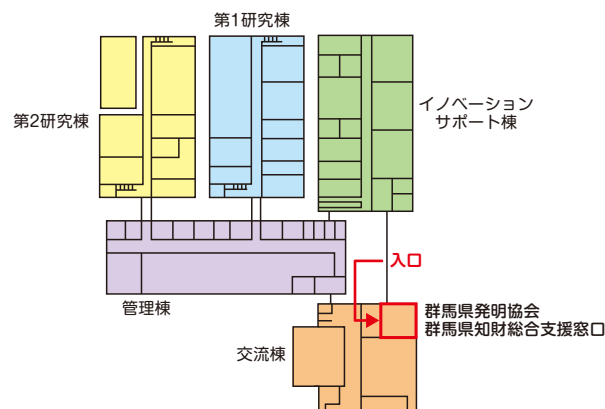 第1研究棟
第2研究棟
イノベーション
サポート棟
入口
管理棟
群馬県発明協会
群馬県知財総合支援窓口
交流棟